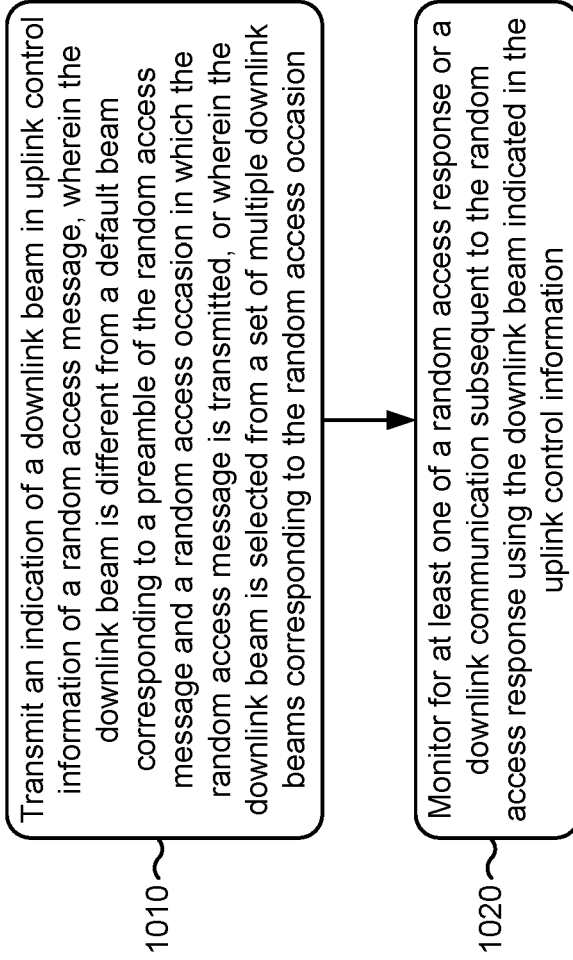 Transmit an indication of a downlink beam in uplink control
information of a random access message, wherein the
downlink beam is different from a default beam
corresponding to a preamble of the random access
message and a random access occasion in which the
random access message is transmitted, or wherein the
downlink beam is selected from a set of multiple downlink
beams corresponding to the random access occasion
1010
Monitor for at least one of a random access response or a
downlink communication subsequent to the random
access response using the downlink beam indicated in the
uplink control information
1020